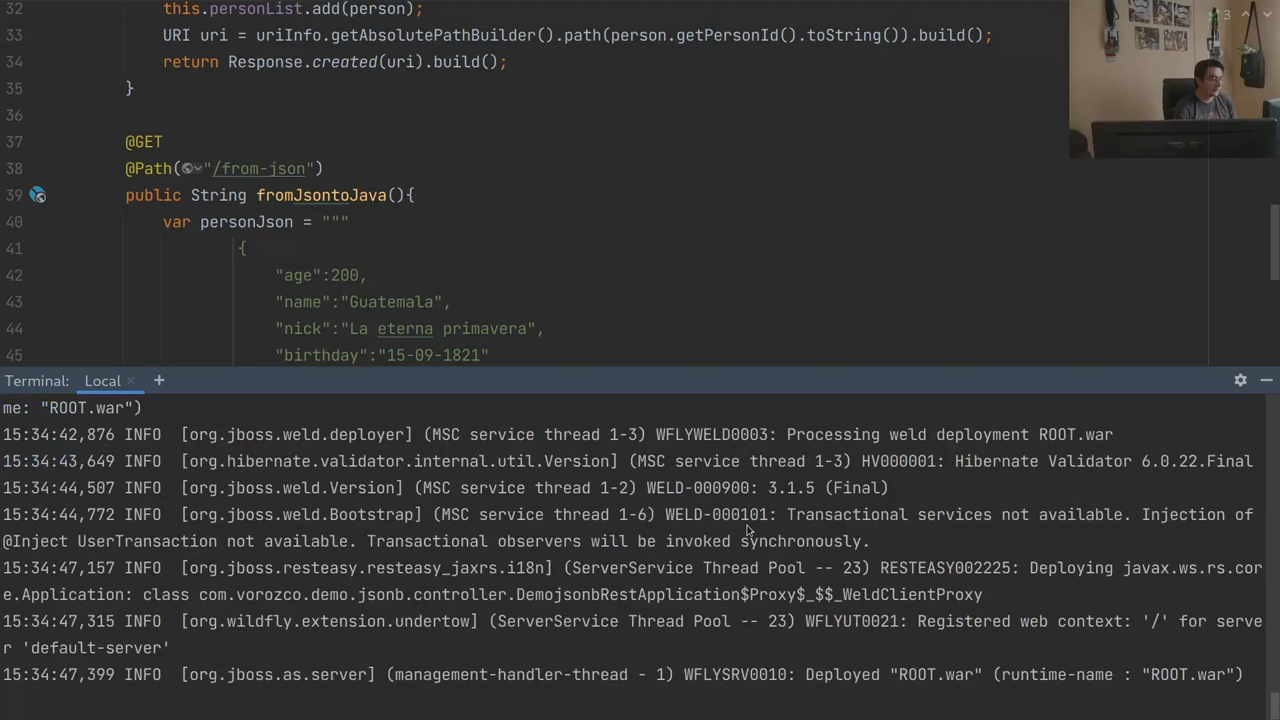 32 this.personList.add(person);
33 URI uri = uriInfo.getAbsolutePathBuilder().path(person.getPersonId().toString()).build();
34 return Response.created(uri).build();
35 }
36
37 @GET
38 @Path("/from-json")
39 public String fromJsontoJava(){
40 var personJson = """
41 {
42 "age":200,
43 "name":"Guatemala",
44 "nick":"La eterna primavera",
45 "birthday":"15-09-1821"
3
Terminal: Local × +
me: "ROOT.war")
15:34:42,876 INFO [org.jboss.weld.deployer] (MSC service thread 1-3) WFLYWELD0003: Processing weld deployment ROOT.war
15:34:43,649 INFO [org.hibernate.validator.internal.util.Version] (MSC service thread 1-3) HV000001: Hibernate Validator 6.0.22.Final
15:34:44,507 INFO [org.jboss.weld.Version] (MSC service thread 1-2) WELD-000900: 3.1.5 (Final)
15:34:44,772 INFO [org.jboss.weld.Bootstrap] (MSC service thread 1-6) WELD-000101: Transactional services not available. Injection of
@Inject UserTransaction not available. Transactional observers will be invoked synchronously.
15:34:47,157 INFO [org.jboss.resteasy.resteasy_jaxrs.i18n] (ServerService Thread Pool -- 23) RESTEASY002225: Deploying javax.ws.rs.cor
e.Application: class com.vorozco.demo.jsonb.controller.DemojsonbRestApplication$Proxy$_$$_WeldClientProxy
15:34:47,315 INFO [org.wildfly.extension.undertow] (ServerService Thread Pool -- 23) WFLYUT0021: Registered web context: '/' for serve
r 'default-server'
15:34:47,399 INFO [org.jboss.as.server] (management-handler-thread - 1) WFLYSRV0010: Deployed "ROOT.war" (runtime-name : "ROOT.war")